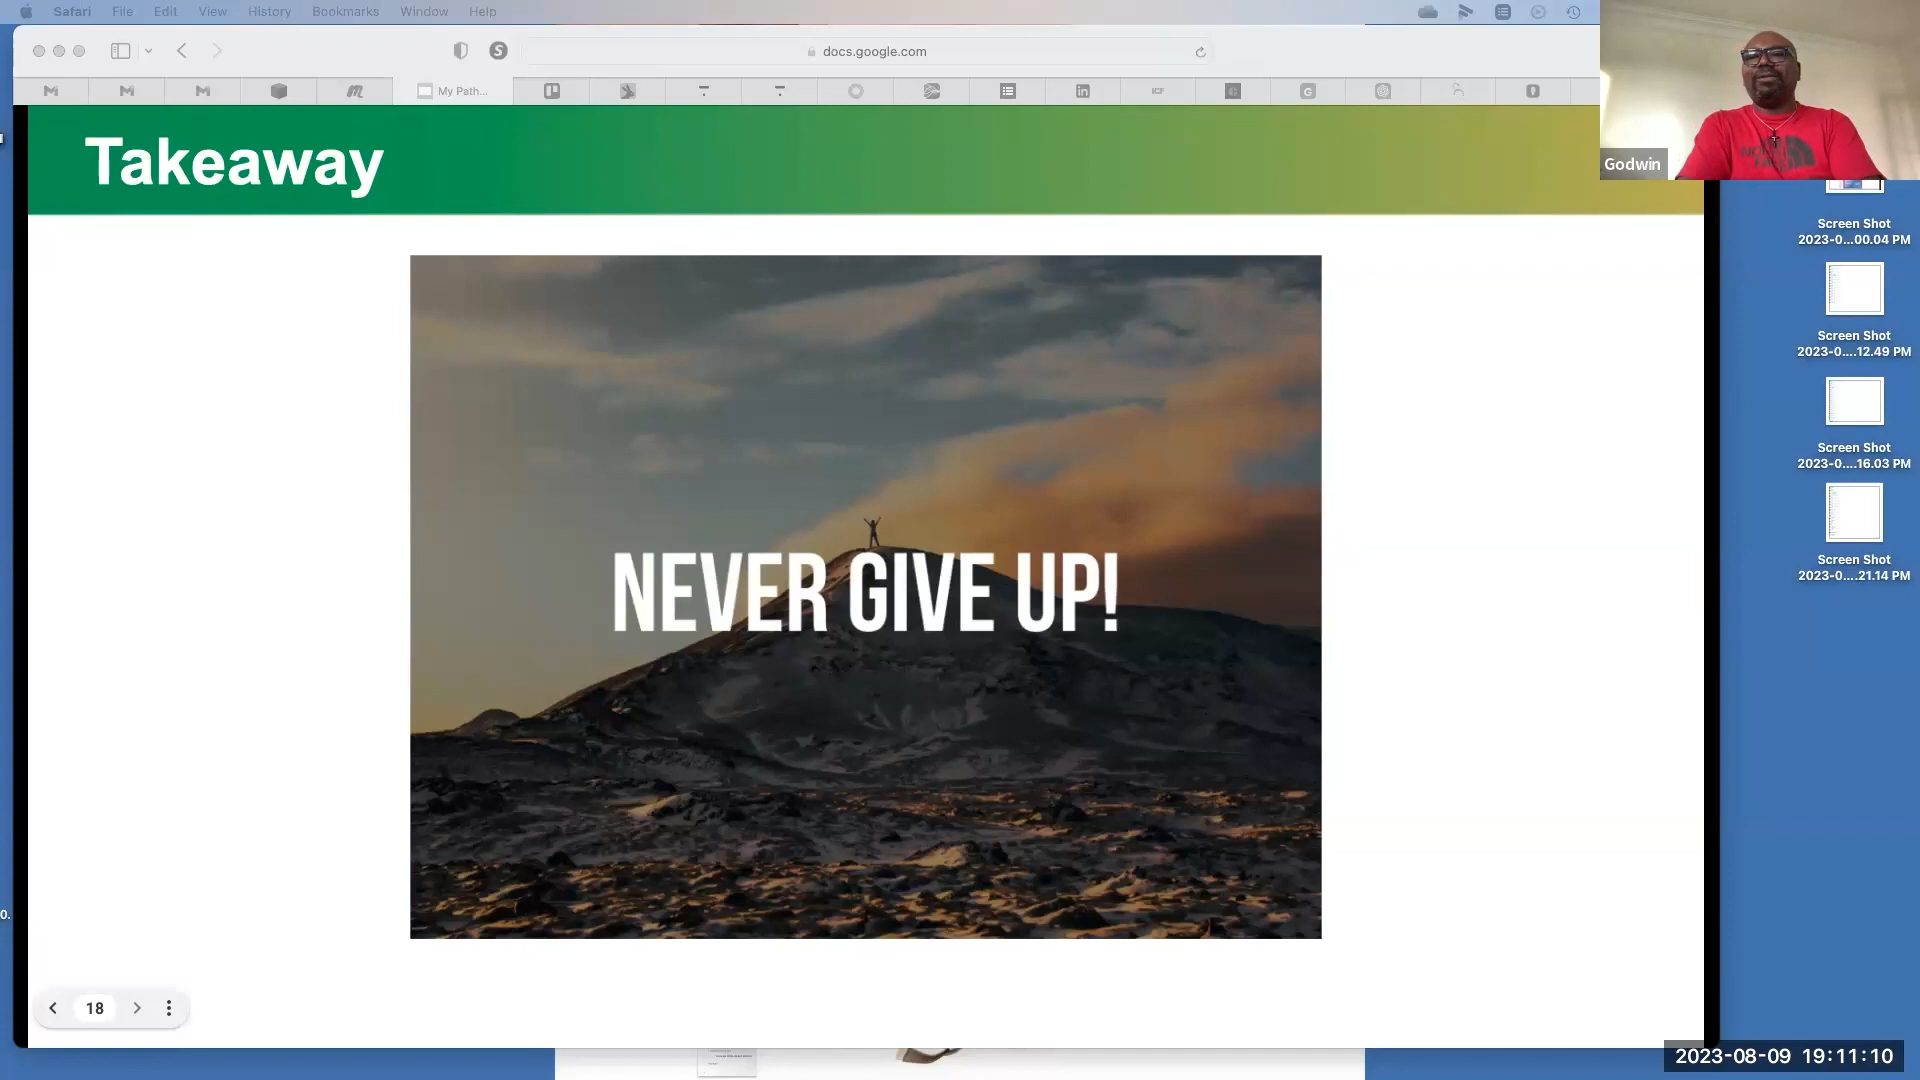 Safari File Edit View History Bookmarks Window Help
docs.google.com
My Path...
Takeaway
Godwin
NEVER GIVE UP!
Screen Shot
2023-0...00.04 PM
Screen Shot
2023-0....12.49 PM
Screen Shot
2023-0....16.03 PM
Screen Shot
2023-0....21.14 PM
0.
18
2023-08-09 19:11:10